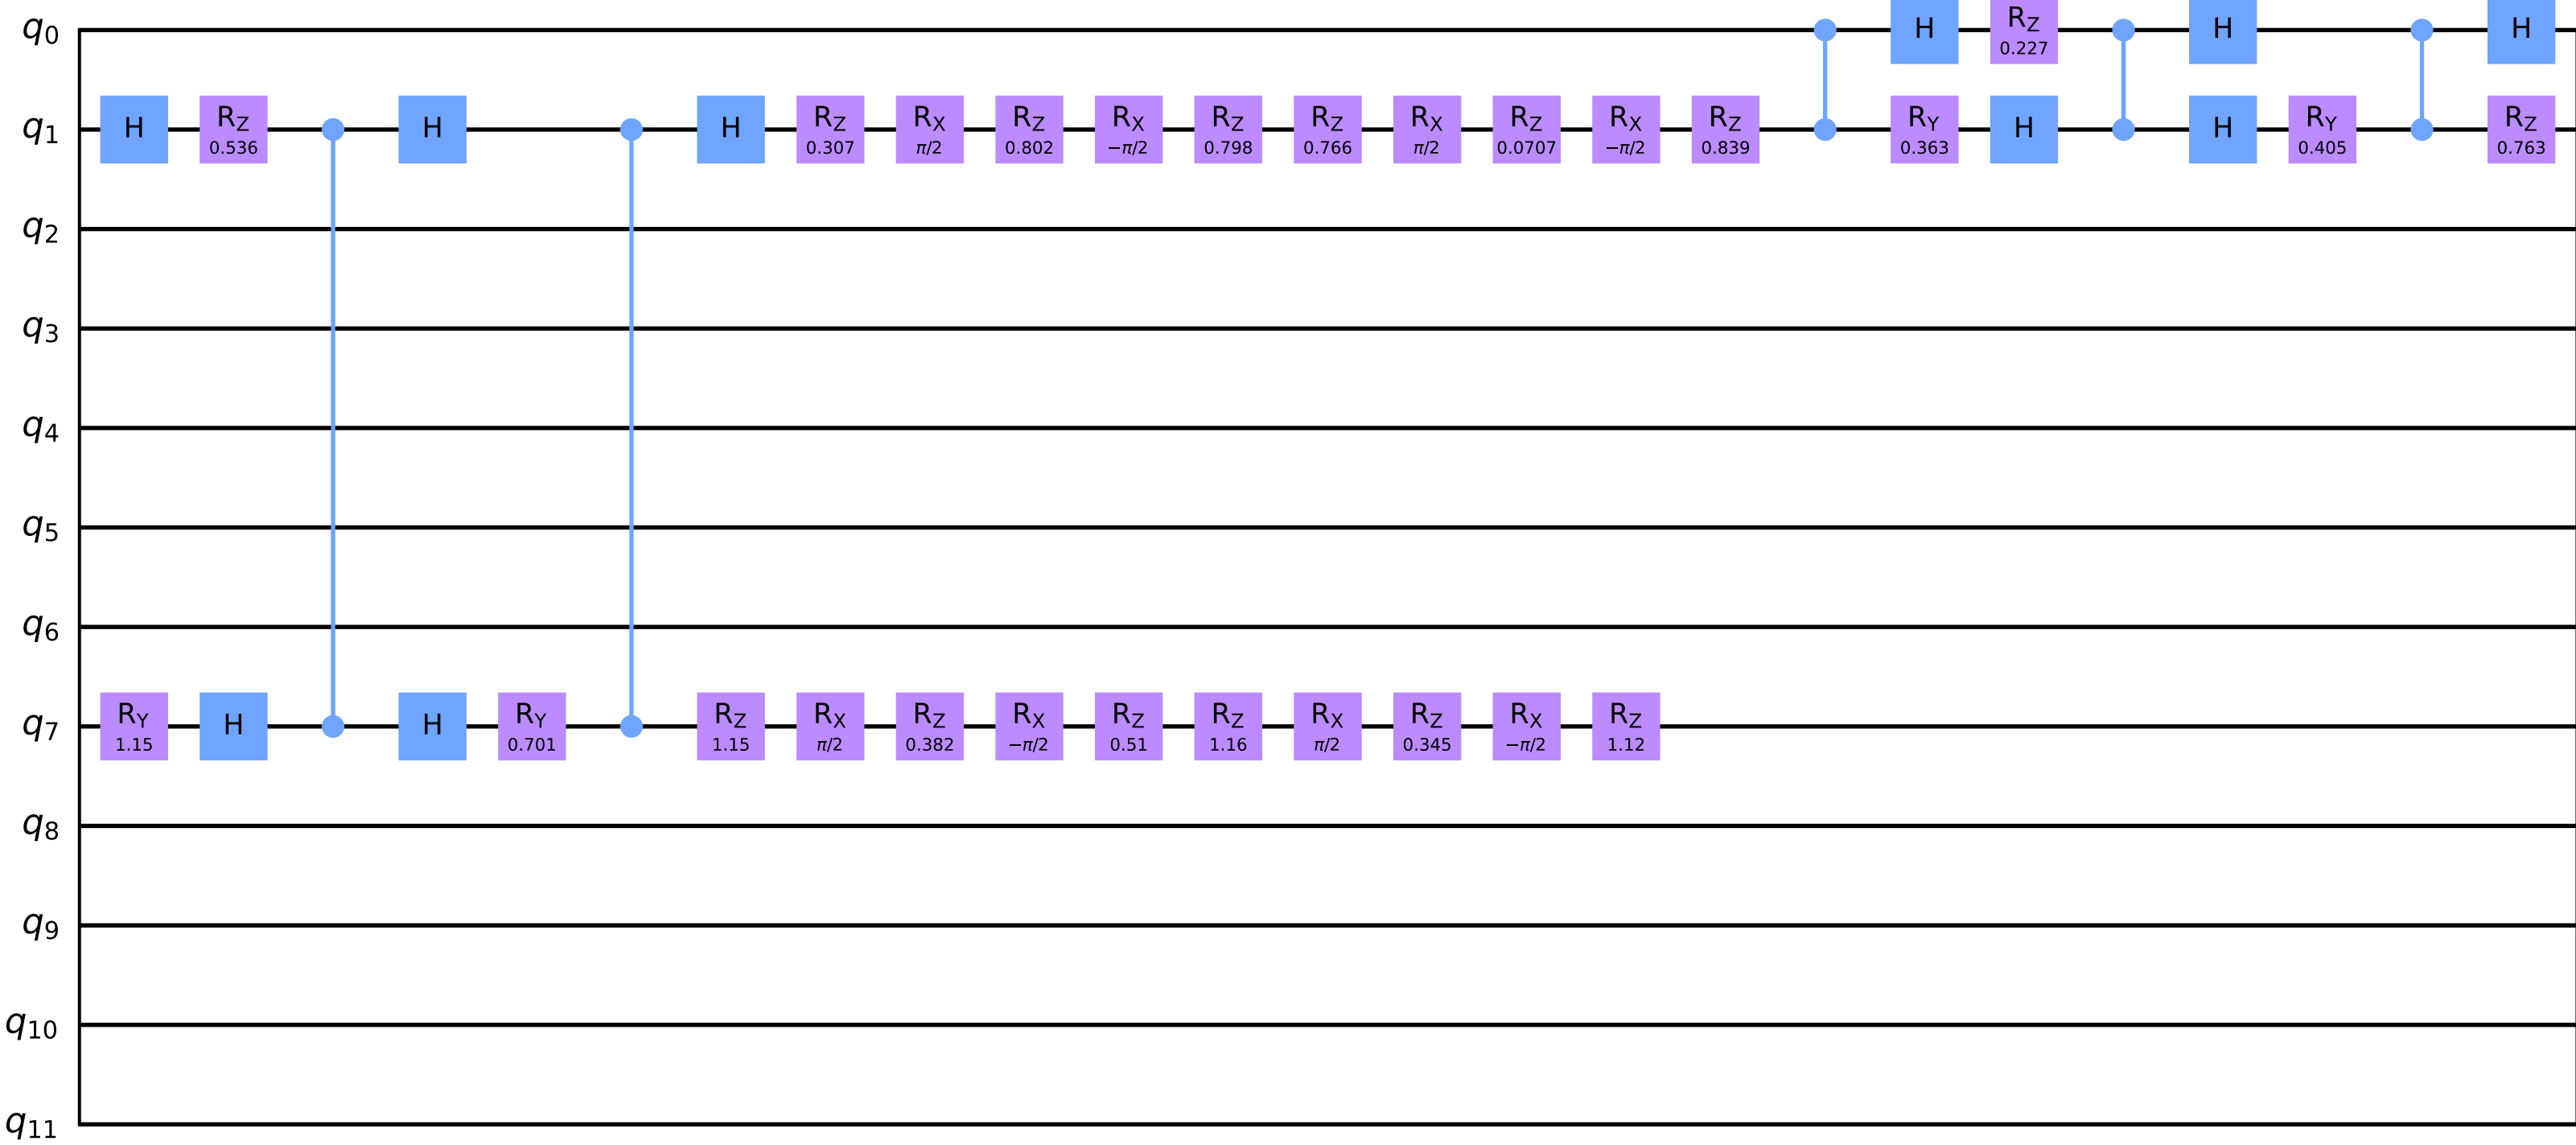 q0 H RZ 0.227 H H
q1 H RZ 0.536 H H RZ 0.307 RX π/2 RZ 0.802 RX −π/2 RZ 0.798 RZ 0.766 RX π/2 RZ 0.0707 RX −π/2 RZ 0.839 RY 0.363 H H RY 0.405 RZ 0.763
q2
q3
q4
q5
q6
q7 RY 1.15 H H RY 0.701 RZ 1.15 RX π/2 RZ 0.382 RX −π/2 RZ 0.51 RZ 1.16 RX π/2 RZ 0.345 RX −π/2 RZ 1.12
q8
q9
q10
q11